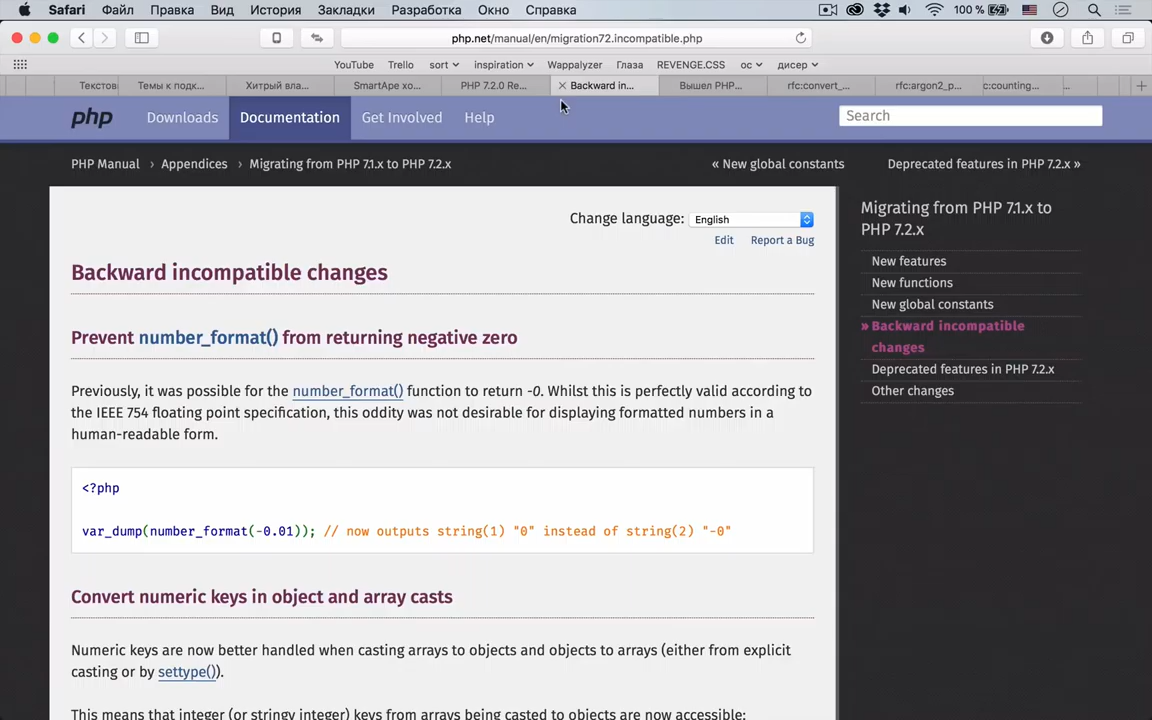 Safari Файл Правка Вид История Закладки Разработка Окно Справка 100 %
php.net/manual/en/migration72.incompatible.php
YouTube Trello sort inspiration Wappalyzer Глаза REVENGE.CSS ос дисер
Текстов Темы к подк... Хитрый вла... SmartApe хо... PHP 7.2.0 Re... Backward in... Вышел PHP... rfc:convert_... rfc:argon2_p... c:counting... ...
php Downloads Documentation Get Involved Help Search
PHP Manual › Appendices › Migrating from PHP 7.1.x to PHP 7.2.x « New global constants Deprecated features in PHP 7.2.x »
Change language: English
Edit Report a Bug
Backward incompatible changes
Prevent number_format() from returning negative zero
Previously, it was possible for the number_format() function to return -0. Whilst this is perfectly valid according to
the IEEE 754 floating point specification, this oddity was not desirable for displaying formatted numbers in a
human-readable form.
<?php
var_dump(number_format(-0.01)); // now outputs string(1) "0" instead of string(2) "-0"
Convert numeric keys in object and array casts
Numeric keys are now better handled when casting arrays to objects and objects to arrays (either from explicit
casting or by settype()).
This means that integer (or stringy integer) keys from arrays being casted to objects are now accessible:
Migrating from PHP 7.1.x to
PHP 7.2.x
New features
New functions
New global constants
» Backward incompatible
changes
Deprecated features in PHP 7.2.x
Other changes